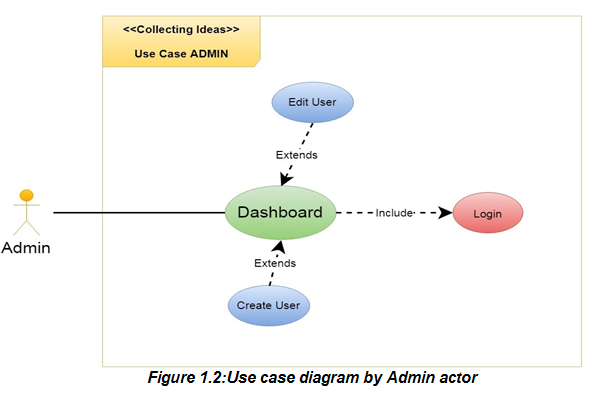 <<Collecting Ideas>>
Use Case ADMIN
Edit User
Extends
Dashboard
Include
Login
Admin
Extends
Create User
Figure 1.2:Use case diagram by Admin actor